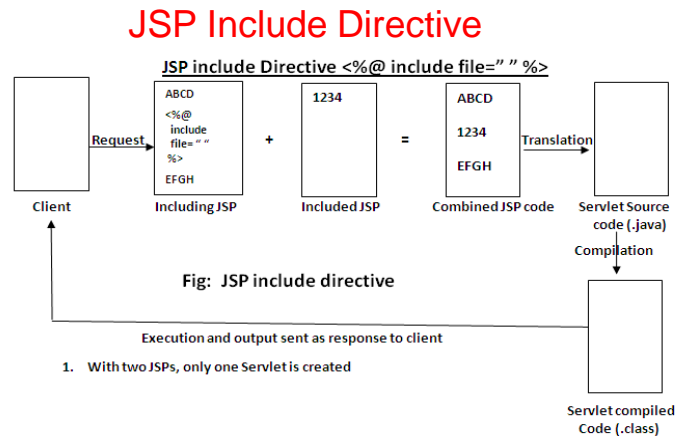 JSP Include Directive
JSP include Directive <%@ include file=” ” %>
ABCD
<%@
include
file= “ “
%>
EFGH
1234
ABCD
1234
EFGH
Request
+
=
Translation
Client
Including JSP
Included JSP
Combined JSP code
Servlet Source
code (.java)
Compilation
Fig: JSP include directive
Execution and output sent as response to client
1. With two JSPs, only one Servlet is created
Servlet compiled
Code (.class)